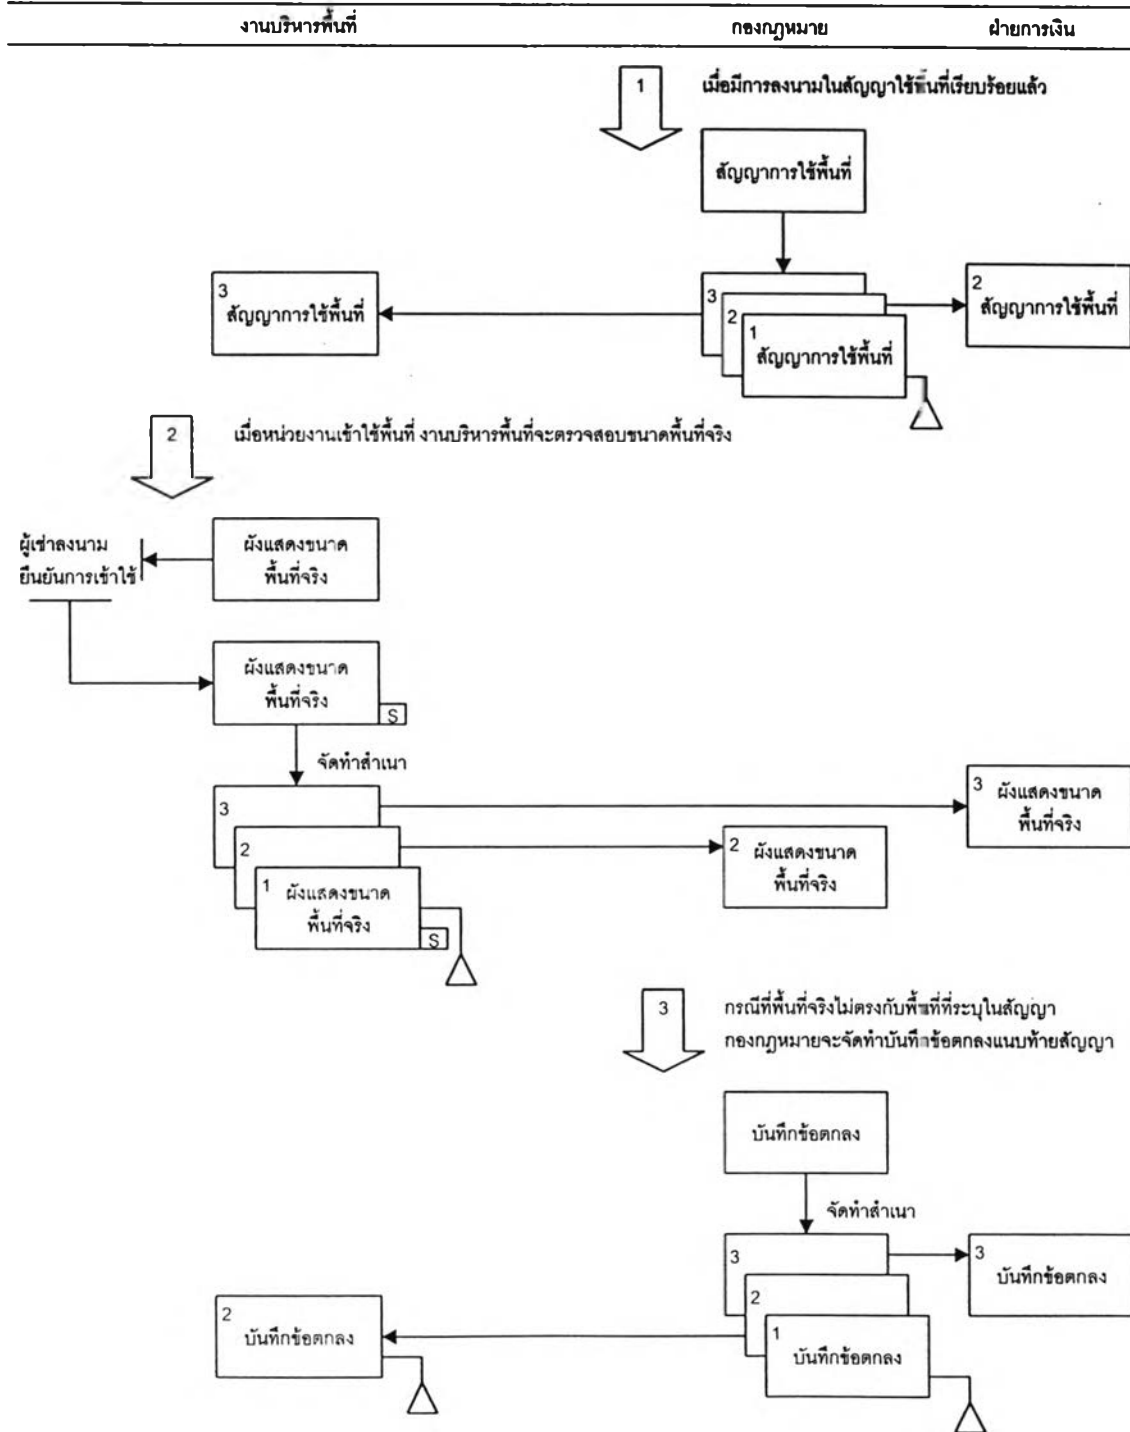 งานบริหารพื้นที่ กองกฎหมาย ฝ่ายการเงิน
1 เมื่อมีการลงนามในสัญญาใช้พื้นที่เรียบร้อยแล้ว
สัญญาการใช้พื้นที่
3
สัญญาการใช้พื้นที่
3
2
1
สัญญาการใช้พื้นที่
2
สัญญาการใช้พื้นที่
2 เมื่อหน่วยงานเข้าใช้พื้นที่ งานบริหารพื้นที่จะตรวจสอบขนาดพื้นที่จริง
ผู้เช่าลงนาม
ยืนยันการเข้าใช้
ผังแสดงขนาด
พื้นที่จริง
ผังแสดงขนาด
พื้นที่จริง
S
จัดทำสำเนา
3
2
1 ผังแสดงขนาด
พื้นที่จริง
S
3 ผังแสดงขนาด
พื้นที่จริง
2 ผังแสดงขนาด
พื้นที่จริง
3 กรณีที่พื้นที่จริงไม่ตรงกับพื้นที่ที่ระบุในสัญญา
กองกฎหมายจะจัดทำบันทึกข้อตกลงแนบท้ายสัญญา
บันทึกข้อตกลง
จัดทำสำเนา
3
2
1
บันทึกข้อตกลง
3
บันทึกข้อตกลง
2
บันทึกข้อตกลง